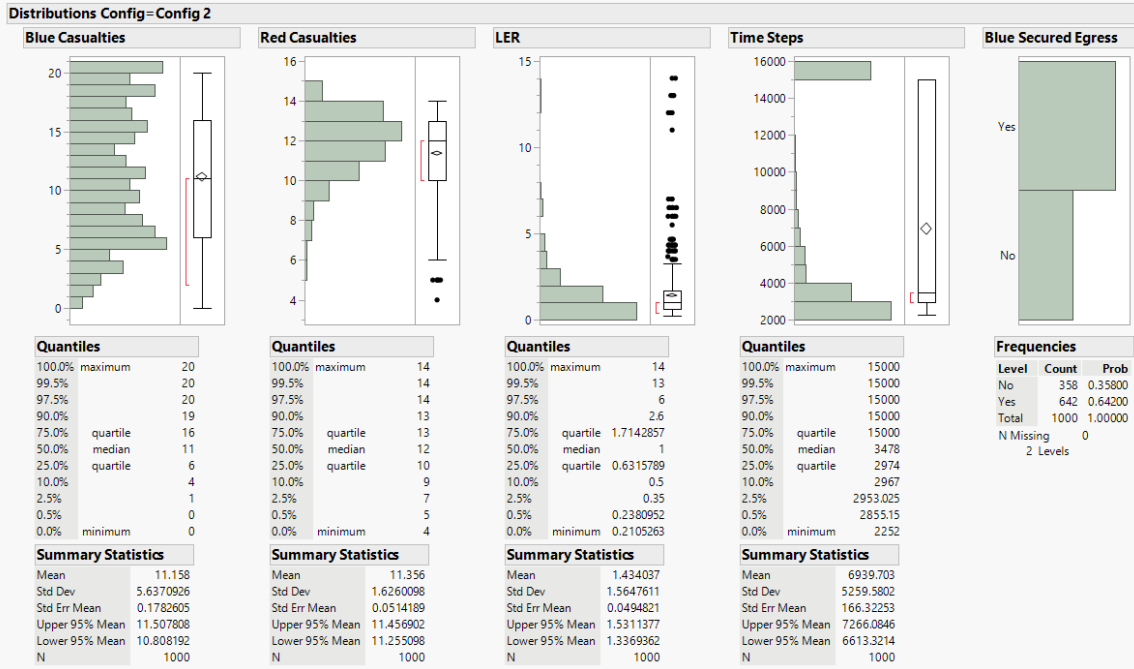 Distributions Config=Config 2
Blue Casualties
20
15
10
5
0
Quantiles
100.0% maximum 20
99.5% 20
97.5% 20
90.0% 19
75.0% quartile 16
50.0% median 11
25.0% quartile 6
10.0% 4
2.5% 1
0.5% 0
0.0% minimum 0
Summary Statistics
Mean 11.158
Std Dev 5.6370926
Std Err Mean 0.1782605
Upper 95% Mean 11.507808
Lower 95% Mean 10.808192
N 1000
Red Casualties
16
14
12
10
8
6
4
Quantiles
100.0% maximum 14
99.5% 14
97.5% 14
90.0% 13
75.0% quartile 13
50.0% median 12
25.0% quartile 10
10.0% 9
2.5% 7
0.5% 5
0.0% minimum 4
Summary Statistics
Mean 11.356
Std Dev 1.6260098
Std Err Mean 0.0514189
Upper 95% Mean 11.456902
Lower 95% Mean 11.255098
N 1000
LER
15
10
5
0
Quantiles
100.0% maximum 14
99.5% 13
97.5% 6
90.0% 2.6
75.0% quartile 1.7142857
50.0% median 1
25.0% quartile 0.6315789
10.0% 0.5
2.5% 0.35
0.5% 0.2380952
0.0% minimum 0.2105263
Summary Statistics
Mean 1.434037
Std Dev 1.5647611
Std Err Mean 0.0494821
Upper 95% Mean 1.5311377
Lower 95% Mean 1.3369362
N 1000
Time Steps
16000
14000
12000
10000
8000
6000
4000
2000
Quantiles
100.0% maximum 15000
99.5% 15000
97.5% 15000
90.0% 15000
75.0% quartile 15000
50.0% median 3478
25.0% quartile 2974
10.0% 2967
2.5% 2953.025
0.5% 2855.15
0.0% minimum 2252
Summary Statistics
Mean 6939.703
Std Dev 5259.5802
Std Err Mean 166.32253
Upper 95% Mean 7266.0846
Lower 95% Mean 6613.3214
N 1000
Blue Secured Egress
Yes
No
Frequencies
Level Count Prob
No 358 0.35800
Yes 642 0.64200
Total 1000 1.00000
N Missing 0
2 Levels